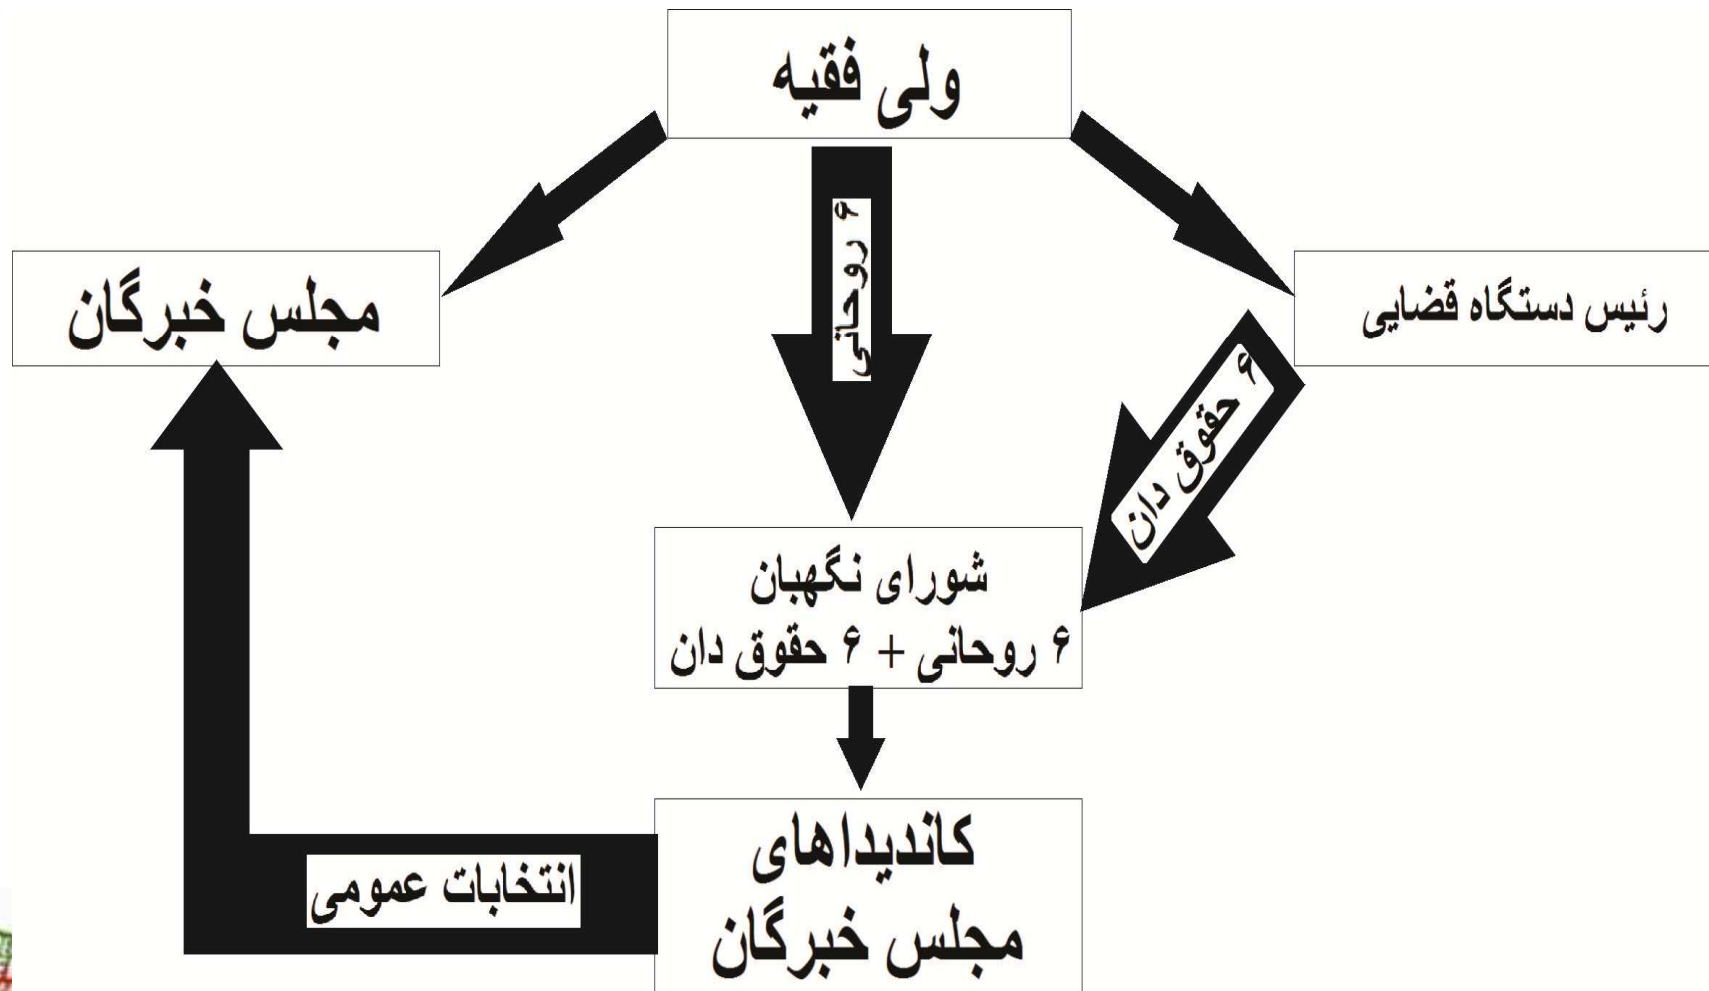 ولی فقیه
۶ روحانی
مجلس خبرگان
رئیس دستگاه قضایی
۶ حقوق دان
شورای نگهبان
۶ روحانی + ۶ حقوق دان
کاندیداهای
مجلس خبرگان
انتخابات عمومی